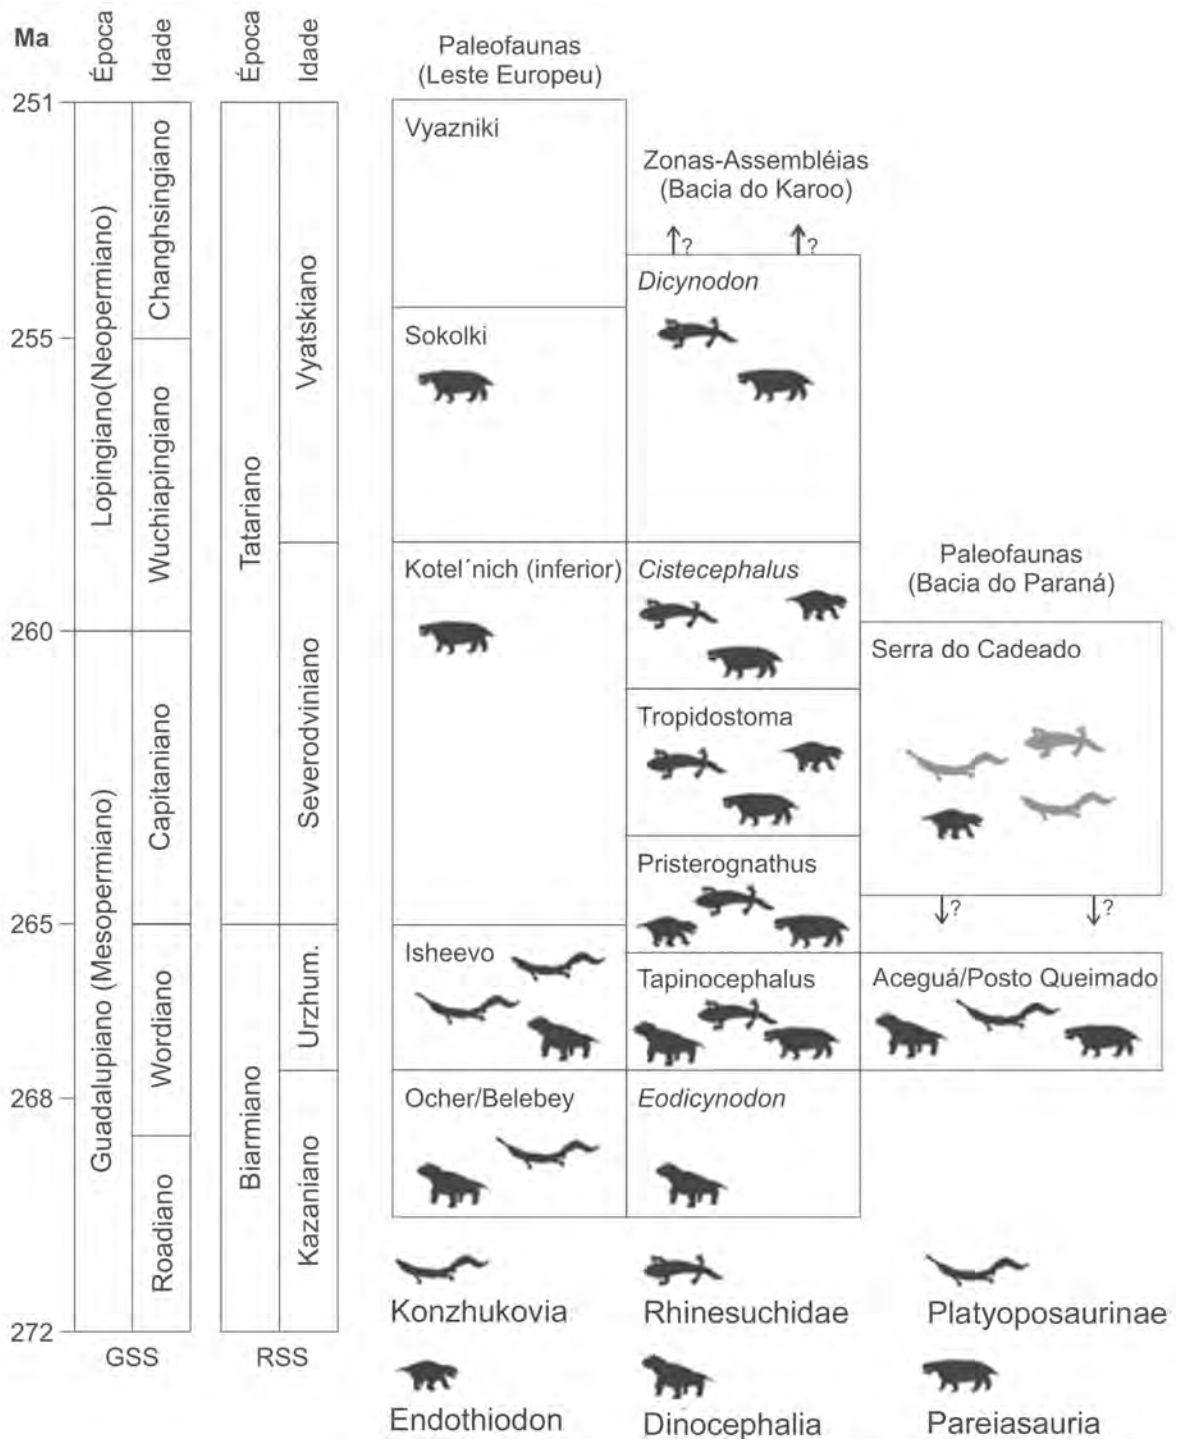 Ma
Época
Idade
Época
Idade
Paleofaunas
(Leste Europeu)
251
255
260
265
268
272
Lopingiano(Neopermiano)
Guadalupiano (Mesopermiano)
Changhsingiano
Wuchiapingiano
Capitaniano
Wordiano
Roadiano
GSS
Tatariano
Biarmiano
Vyatskiano
Severodviniano
Urzhum.
Kazaniano
RSS
Vyazniki
Sokolki
Kotel´nich (inferior)
Isheevo
Ocher/Belebey
Zonas-Assembléias
(Bacia do Karoo)
?
?
Dicynodon
Cistecephalus
Tropidostoma
Pristerognathus
Tapinocephalus
Eodicynodon
Paleofaunas
(Bacia do Paraná)
Serra do Cadeado
?
?
Aceguá/Posto Queimado
Konzhukovia
Rhinesuchidae
Platyoposaurinae
Endothiodon
Dinocephalia
Pareiasauria